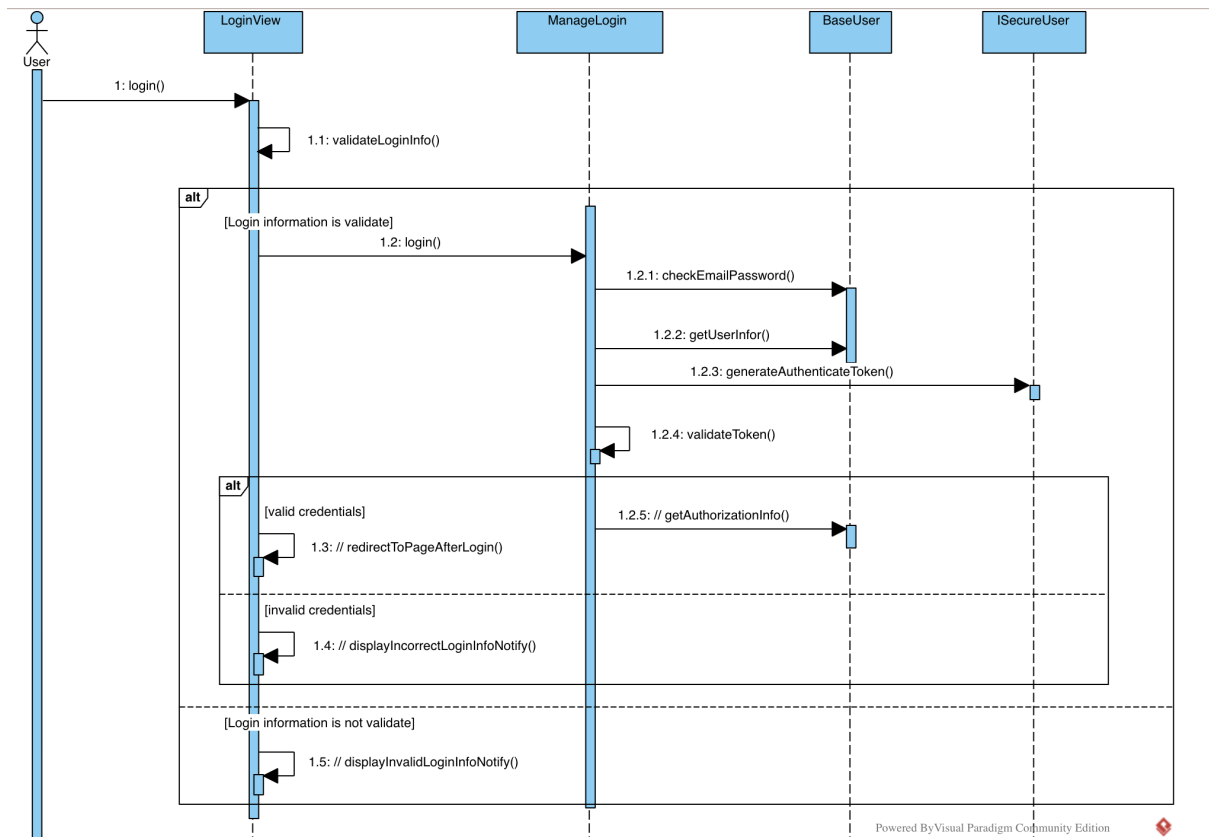 LoginView
ManageLogin
BaseUser
ISecureUser
User
1: login()
1.1: validateLoginInfo()
alt
[Login information is validate]
1.2: login()
1.2.1: checkEmailPassword()
1.2.2: getUserInfor()
1.2.3: generateAuthenticateToken()
1.2.4: validateToken()
alt
[valid credentials]
1.2.5: // getAuthorizationInfo()
1.3: // redirectToPageAfterLogin()
[invalid credentials]
1.4: // displayIncorrectLoginInfoNotify()
[Login information is not validate]
1.5: // displayInvalidLoginInfoNotify()
Powered ByVisual Paradigm Community Edition